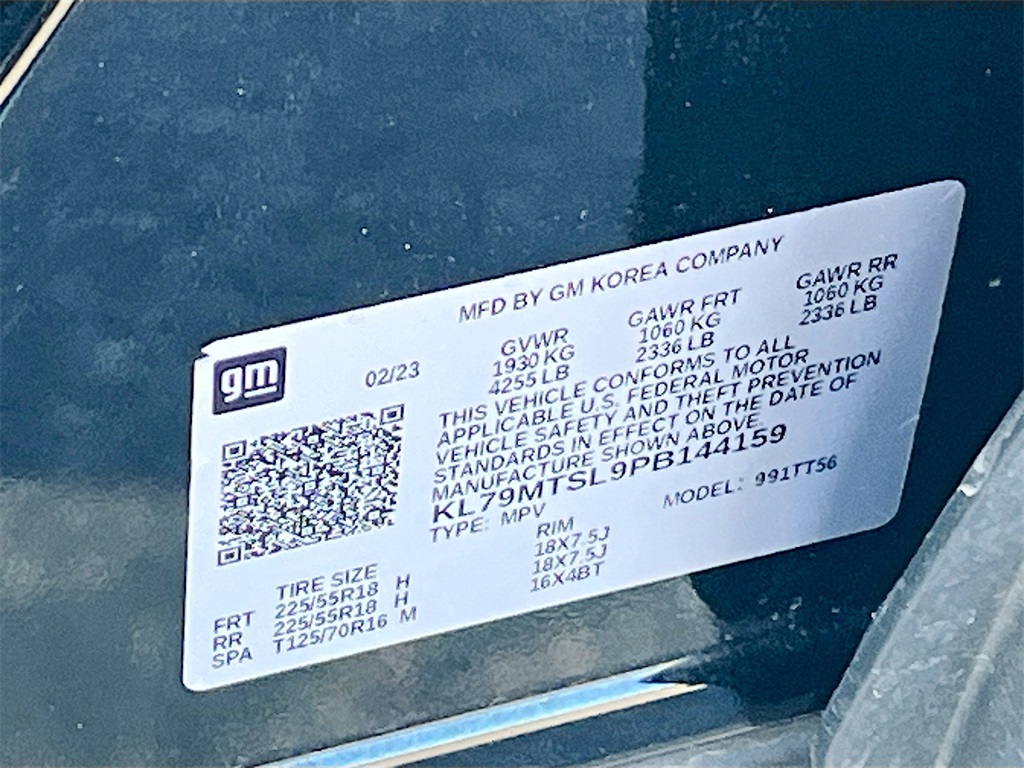 MFD BY GM KOREA COMPANY
gm
02/23
GVWR GAWR FRT GAWR RR
1930 KG 1060 KG 1060 KG
4255 LB 2336 LB 2336 LB
THIS VEHICLE CONFORMS TO ALL
APPLICABLE U.S. FEDERAL MOTOR
VEHICLE SAFETY AND THEFT PREVENTION
STANDARDS IN EFFECT ON THE DATE OF
MANUFACTURE SHOWN ABOVE
KL79MTSL9PB144159
TYPE: MPV MODEL: 991TT56
TIRE SIZE RIM
FRT 225/55R18 H 18X7.5J
RR 225/55R18 H 18X7.5J
SPA T125/70R16 M 16X4BT